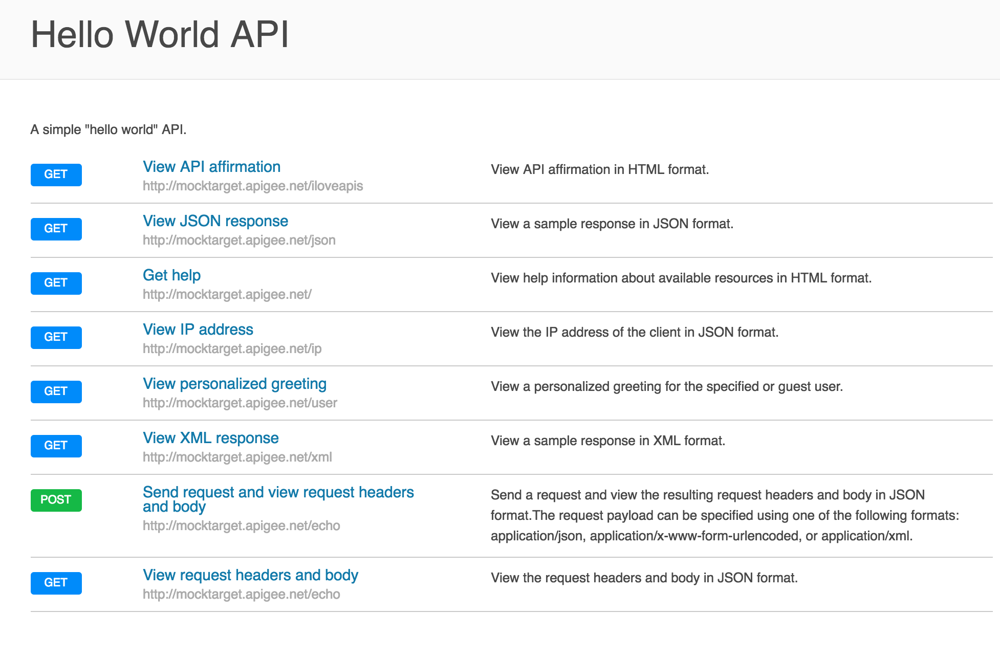 Hello World API
A simple "hello world" API.
GET
View API affirmation
http://mocktarget.apigee.net/iloveapis
View API affirmation in HTML format.
GET
View JSON response
http://mocktarget.apigee.net/json
View a sample response in JSON format.
GET
Get help
http://mocktarget.apigee.net/
View help information about available resources in HTML format.
GET
View IP address
http://mocktarget.apigee.net/ip
View the IP address of the client in JSON format.
GET
View personalized greeting
http://mocktarget.apigee.net/user
View a personalized greeting for the specified or guest user.
GET
View XML response
http://mocktarget.apigee.net/xml
View a sample response in XML format.
POST
Send request and view request headers
and body
http://mocktarget.apigee.net/echo
Send a request and view the resulting request headers and body in JSON
format.The request payload can be specified using one of the following formats:
application/json, application/x-www-form-urlencoded, or application/xml.
GET
View request headers and body
http://mocktarget.apigee.net/echo
View the request headers and body in JSON format.